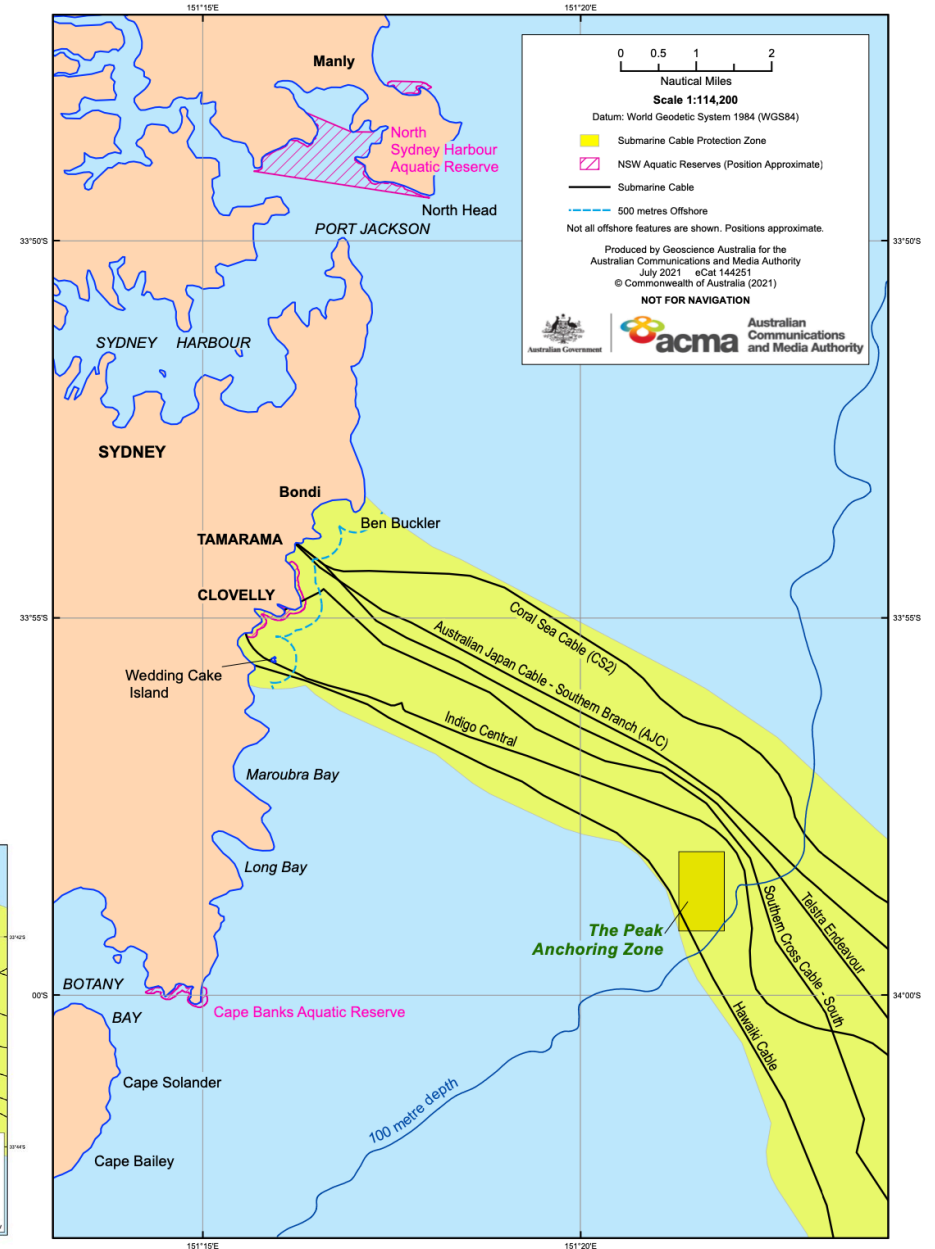 151°15'E
151°20'E
Manly
0 0.5 1 2
Nautical Miles
Scale 1:114,200
Datum: World Geodetic System 1984 (WGS84)
Submarine Cable Protection Zone
NSW Aquatic Reserves (Position Approximate)
Submarine Cable
500 metres Offshore
Not all offshore features are shown. Positions approximate.
Produced by Geoscience Australia for the
Australian Communications and Media Authority
July 2021 eCat 144251
© Commonwealth of Australia (2021)
NOT FOR NAVIGATION
Australian Government
acma
Australian
Communications
and Media Authority
North
Sydney Harbour
Aquatic Reserve
North Head
PORT JACKSON
33°50'S
33°50'S
SYDNEY HARBOUR
SYDNEY
Bondi
Ben Buckler
TAMARAMA
CLOVELLY
33°55'S
33°55'S
Coral Sea Cable (CS2)
Australian Japan Cable - Southern Branch (AJC)
Wedding Cake
Island
Indigo Central
Maroubra Bay
Long Bay
The Peak
Anchoring Zone
Southern Cross Cable - South
Telstra Endeavour
33°42'S
BOTANY
BAY
00'S
34°00'S
Cape Banks Aquatic Reserve
Hawaiki Cable
Cape Solander
100 metre depth
33°44'S
Cape Bailey
151°15'E
151°20'E